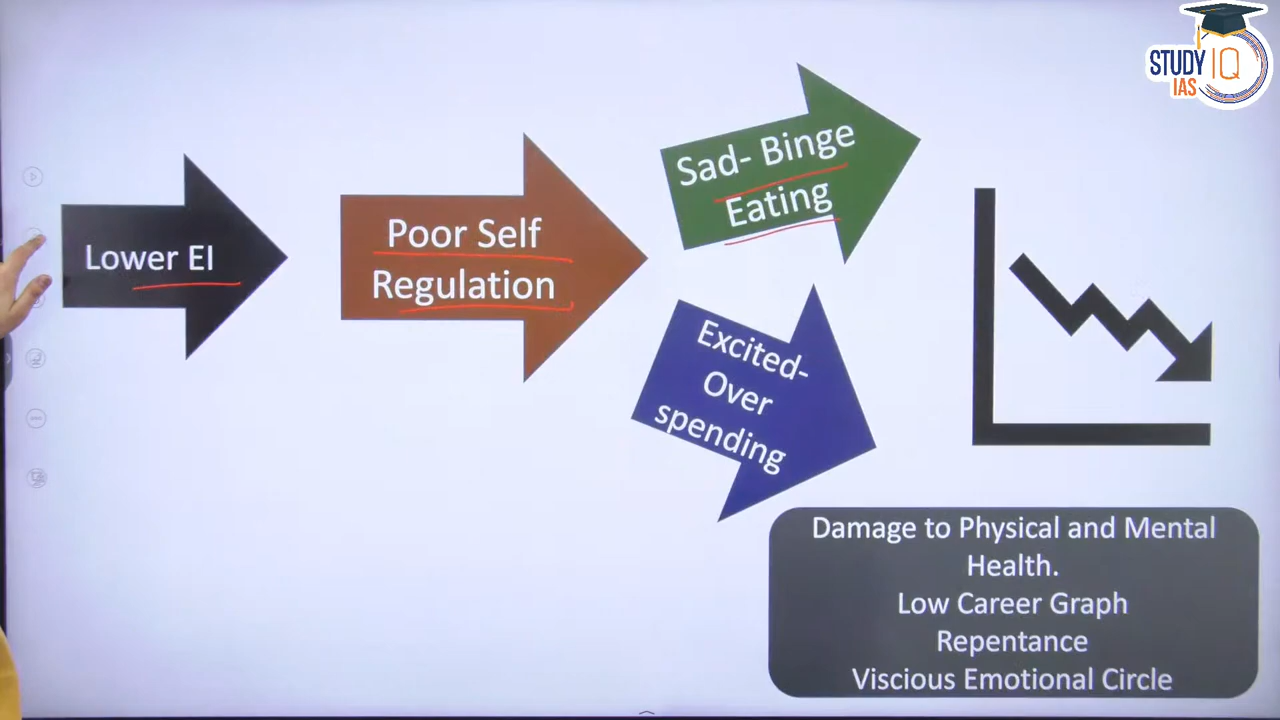 STUDY IQ
IAS
Lower EI
Poor Self
Regulation
Sad- Binge
Eating
Excited-
Over
spending
Damage to Physical and Mental
Health.
Low Career Graph
Repentance
Viscious Emotional Circle